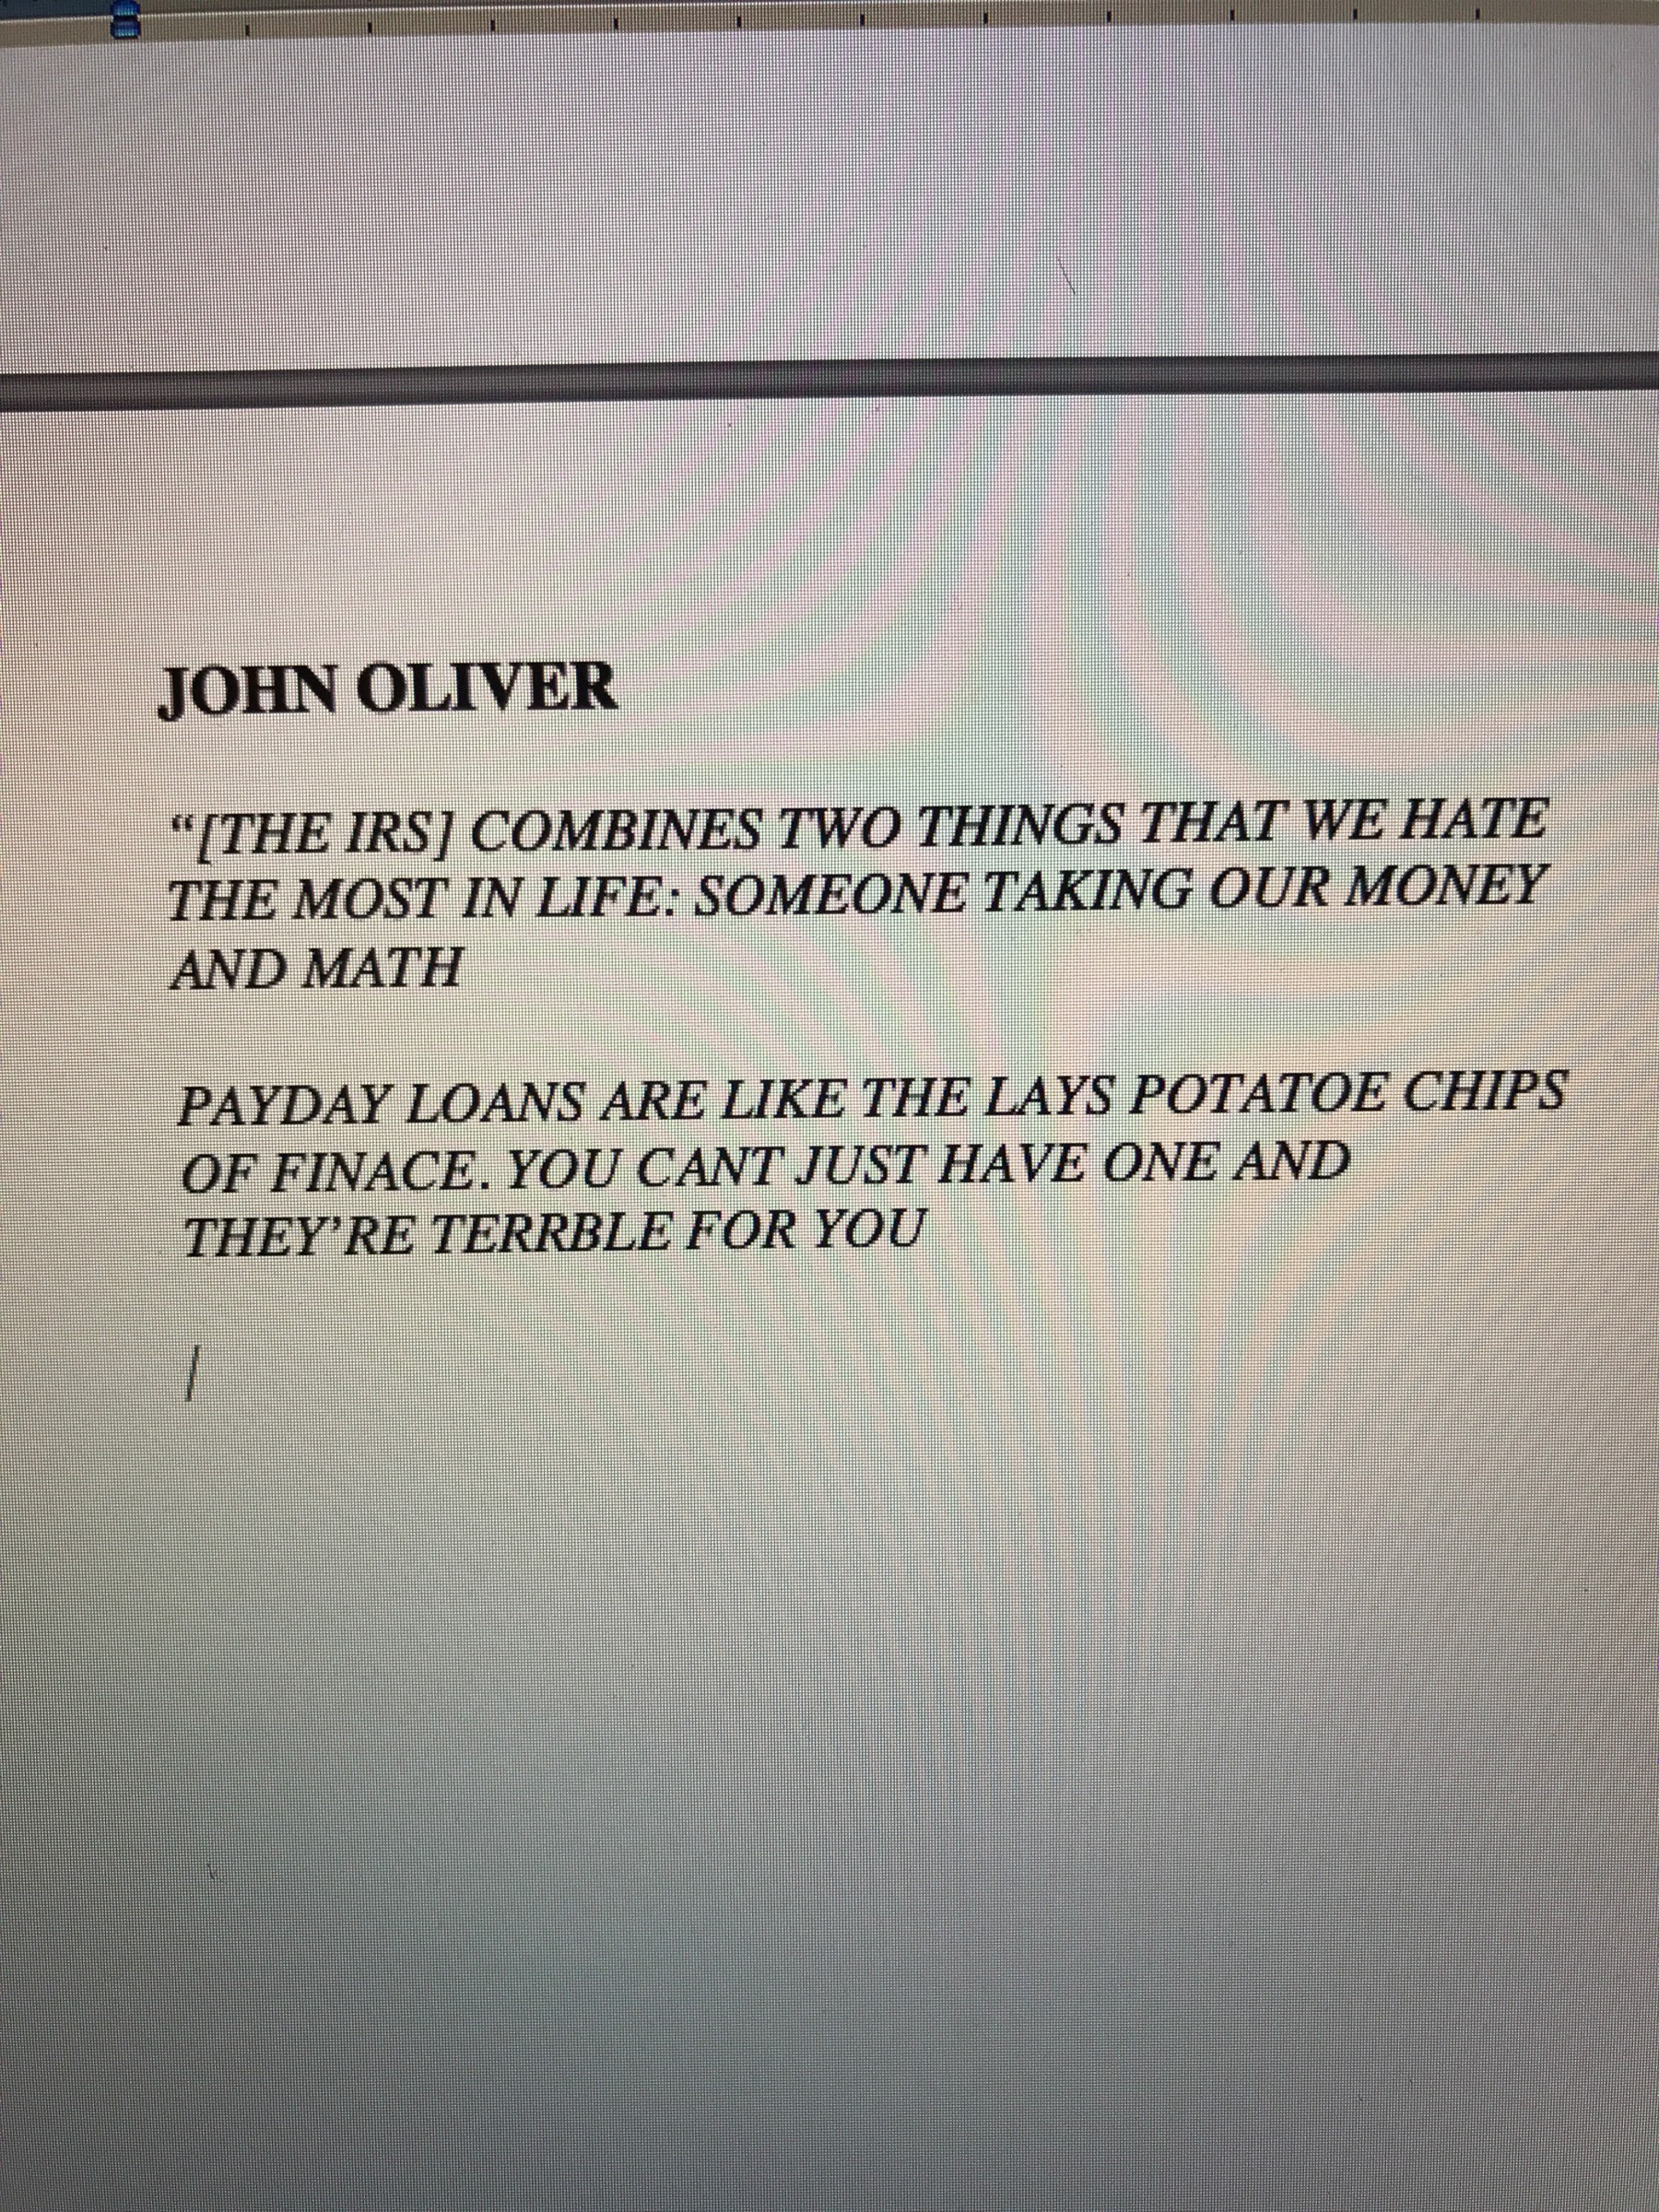 JOHN OLIVER
“[THE IRS] COMBINES TWO THINGS THAT WE HATE
THE MOST IN LIFE: SOMEONE TAKING OUR MONEY
AND MATH
PAYDAY LOANS ARE LIKE THE LAYS POTATOE CHIPS
OF FINACE. YOU CANT JUST HAVE ONE AND
THEY’RE TERRBLE FOR YOU